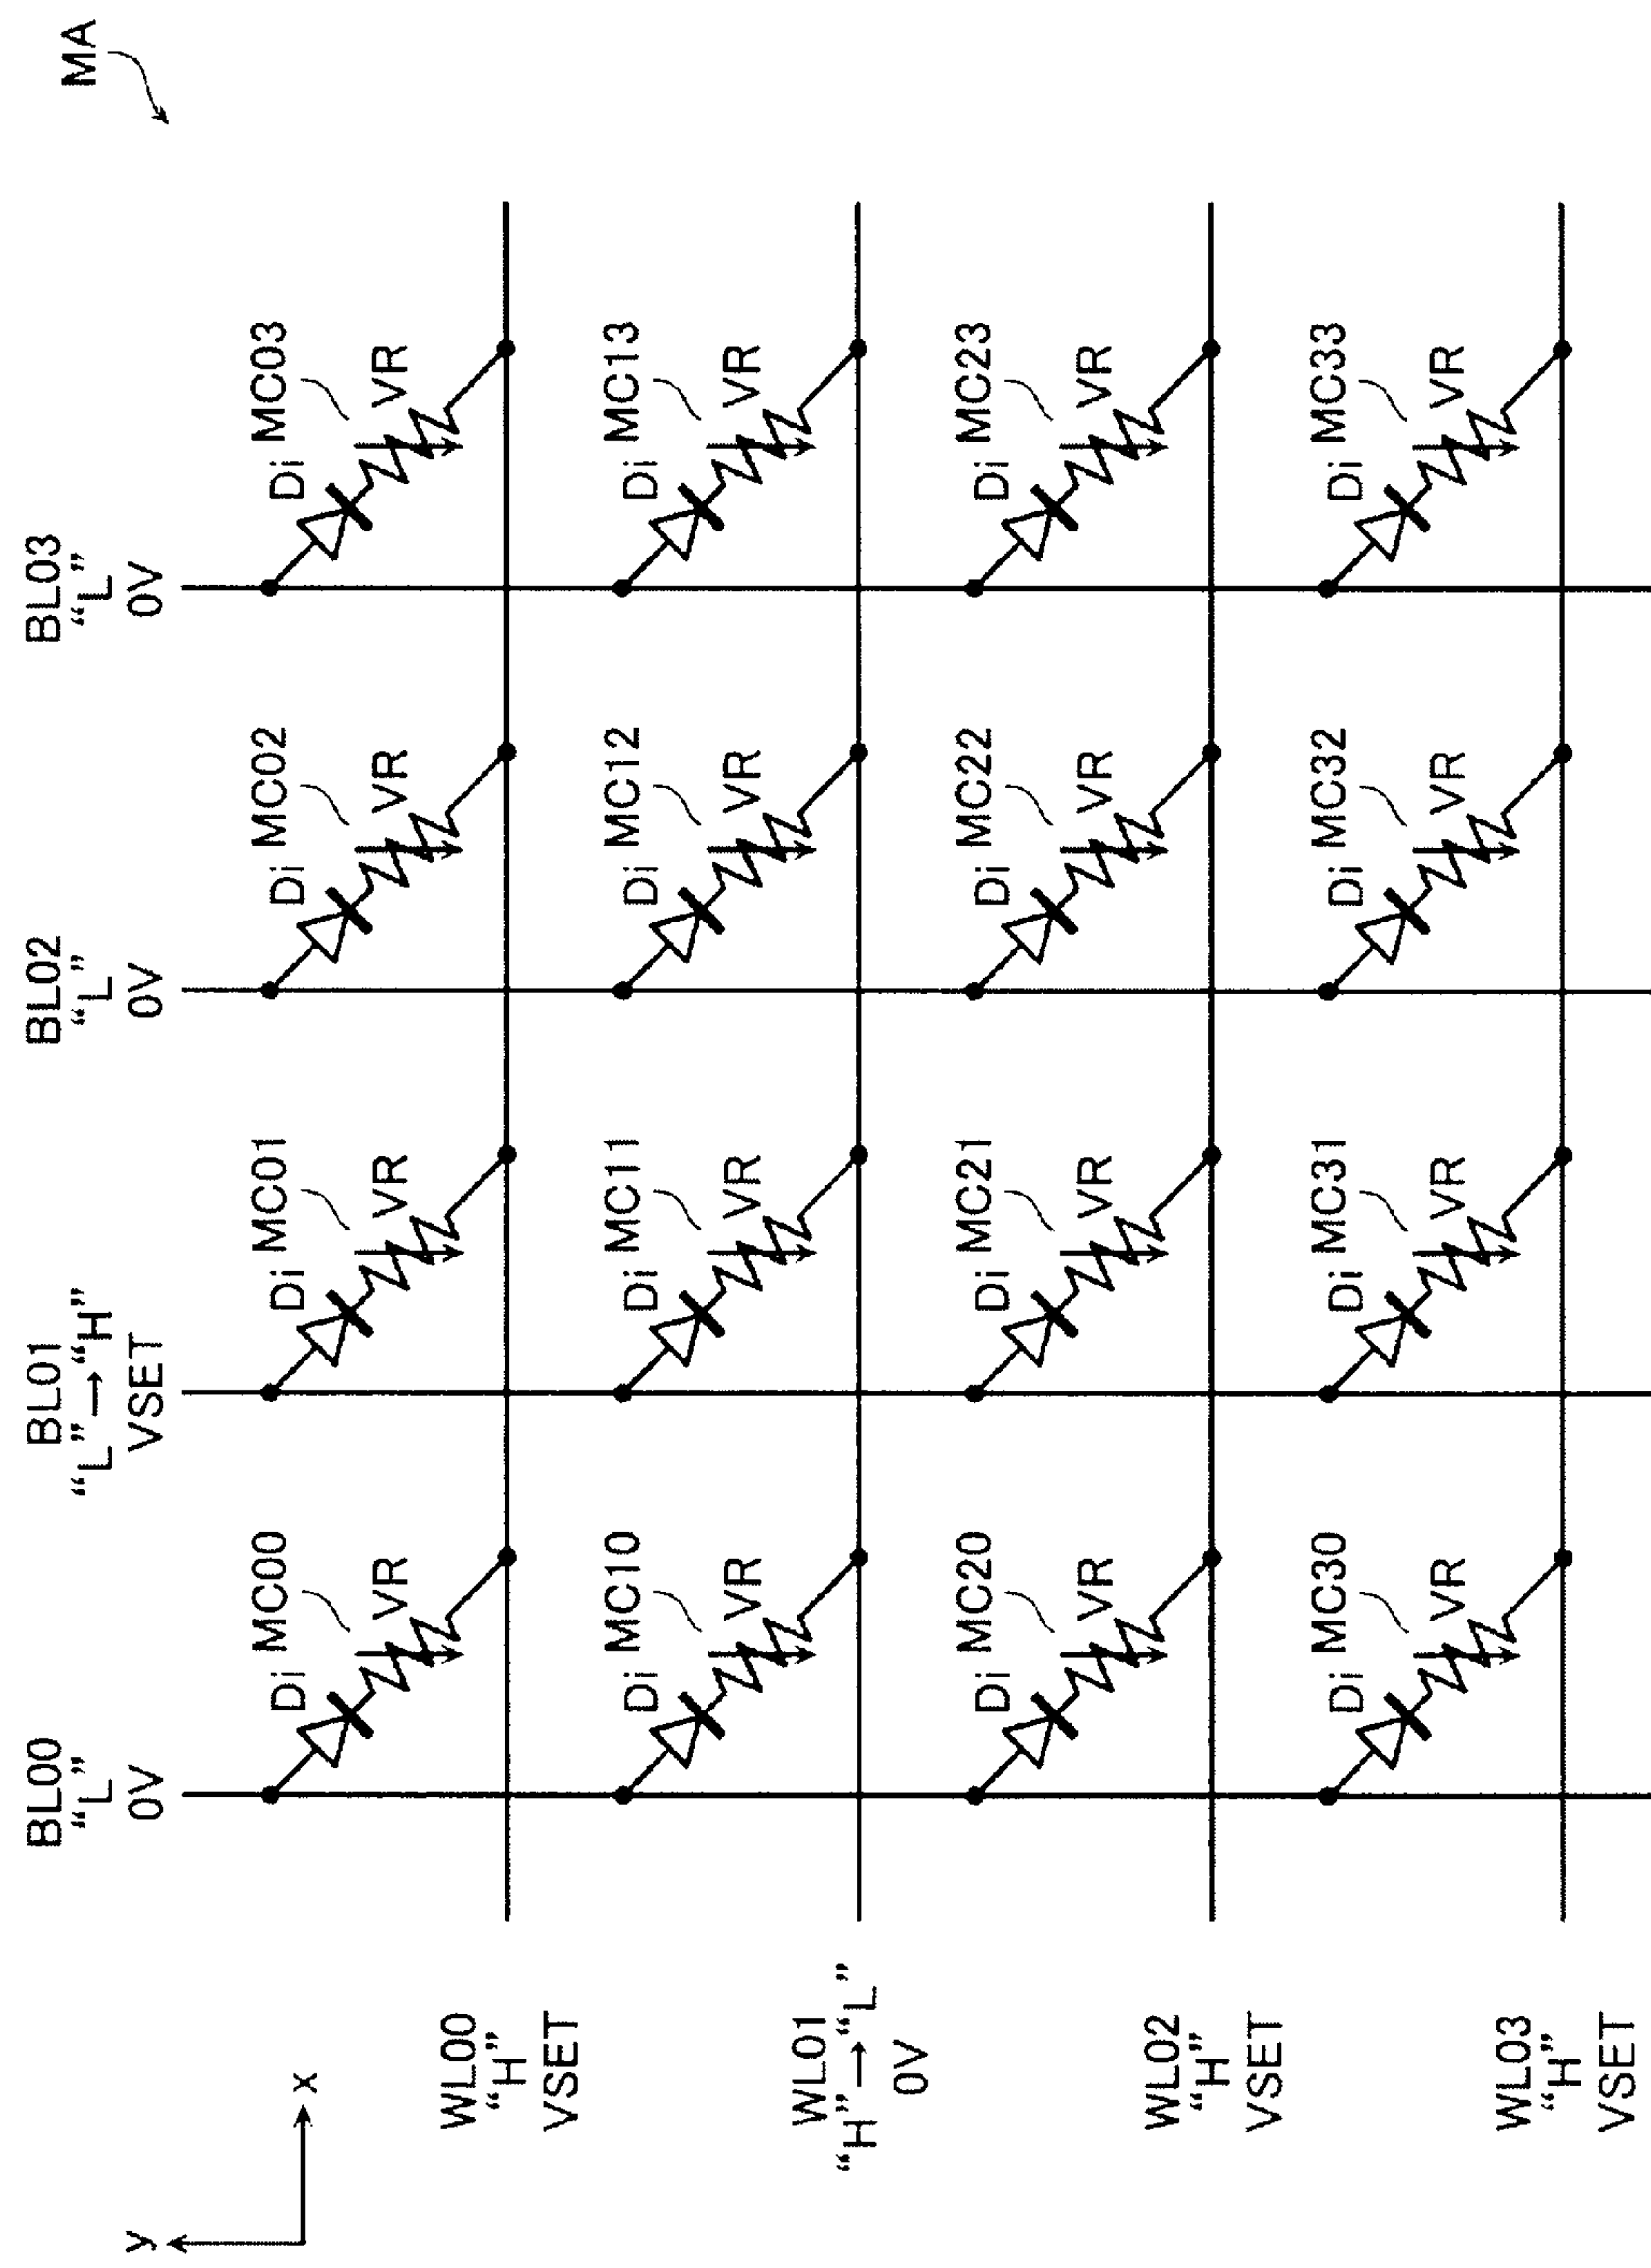 MA
BL00
“L”
0V
BL01
“L”→“H”
VSET
BL02
“L”
0V
BL03
“L”
0V
Di MC00
VR
Di MC01
VR
Di MC02
VR
Di MC03
VR
WL00
“H”
VSET
Di MC10
VR
Di MC11
VR
Di MC12
VR
Di MC13
VR
WL01
“H”→“L”
0V
Di MC20
VR
Di MC21
VR
Di MC22
VR
Di MC23
VR
WL02
“H”
VSET
Di MC30
VR
Di MC31
VR
Di MC32
VR
Di MC33
VR
WL03
“H”
VSET
y
x